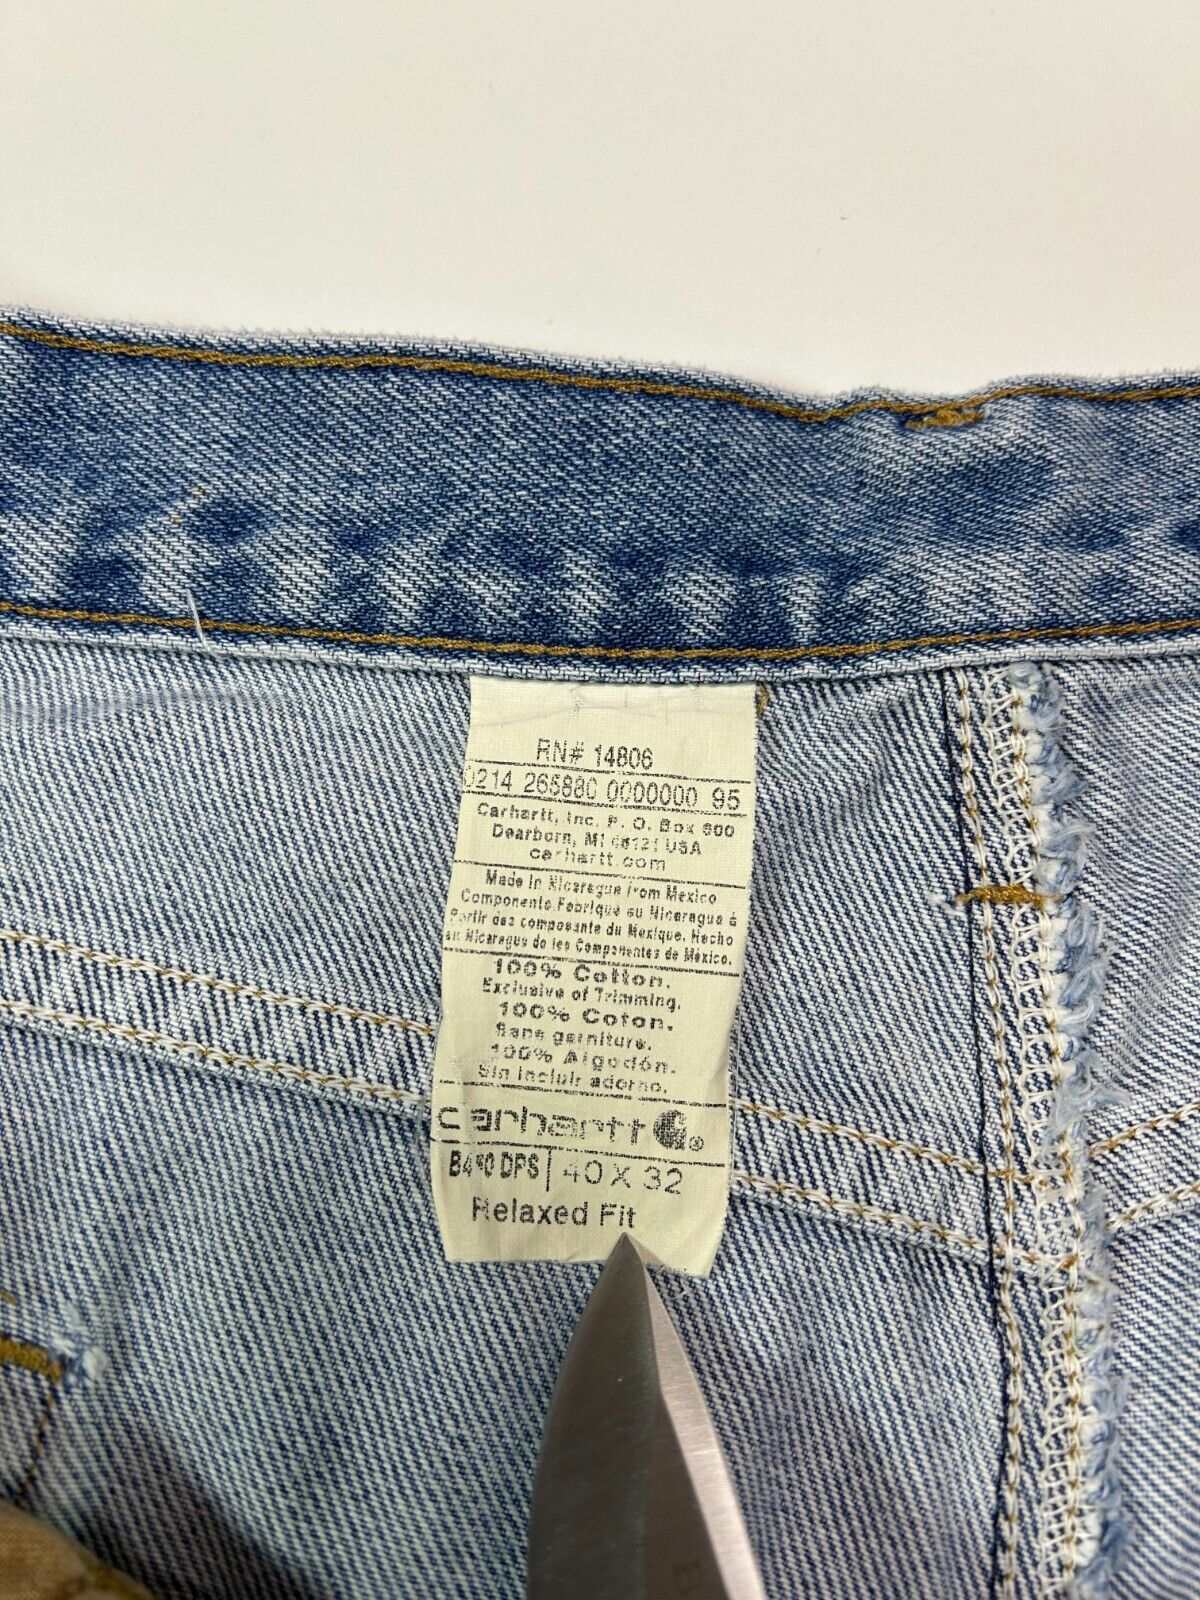 RN# 14806
0214 265880 0000000 95
Carhartt, Inc. P. O. Box 600
Dearborn, MI 48121 USA
carhartt.com
Made in Nicaragua from Mexico
Components Fabriqué au Nicaragua à
Partir des composante du Mexique. Hecho
en Nicaragua de los Componentes de Mexico.
100% Cotton.
Exclusive of Trimming.
100% Coton.
Sans garniture.
100% Algodón.
Sin incluir adorno.
carhartt ®
DPS | 40 X 32
Relaxed Fit